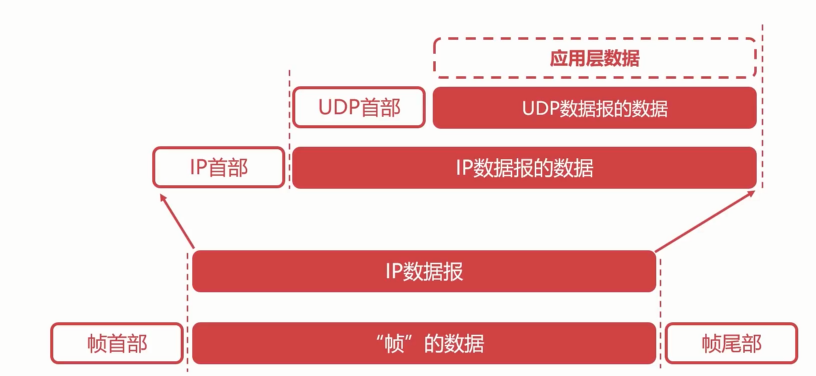 应用层数据
UDP首部
UDP数据报的数据
IP首部
IP数据报的数据
IP数据报
帧首部
“帧”的数据
帧尾部